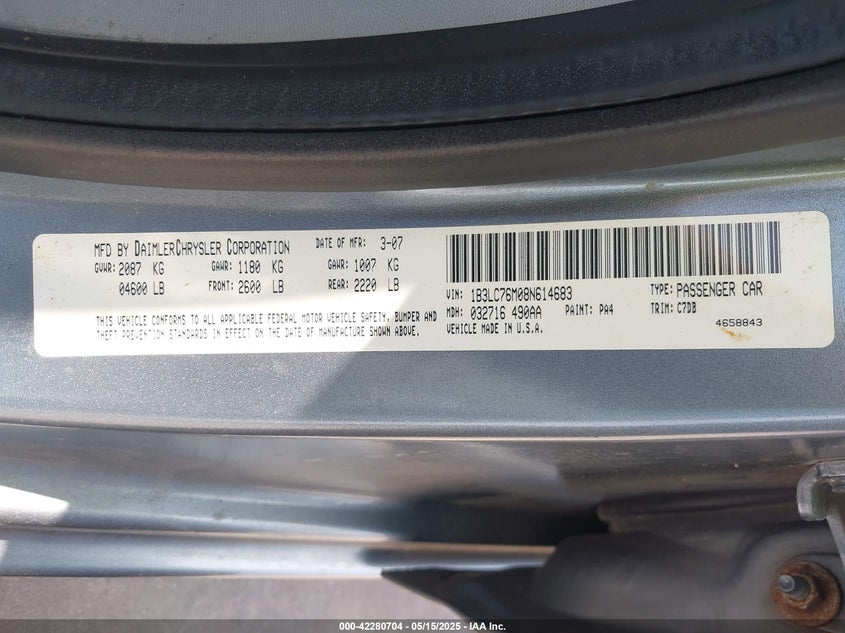 MFD BY DAIMLERCHRYSLER CORPORATION DATE OF MFR: 3-07
GVWR: 2087 KG GAWR: 1180 KG GAWR: 1007 KG
04600 LB FRONT: 2600 LB REAR: 2220 LB
THIS VEHICLE CONFORMS TO ALL APPLICABLE FEDERAL MOTOR VEHICLE SAFETY, BUMPER AND
THEFT PREVENTION STANDARDS IN EFFECT ON THE DATE OF MANUFACTURE SHOWN ABOVE.
VIN: 1B3LC76M08N614683 TYPE: PASSENGER CAR
MDH: 032716 490AA PAINT: PA4 TRIM: C7DB
VEHICLE MADE IN U.S.A. 4658843
000-42280704 - 05/15/2025 - IAA Inc.